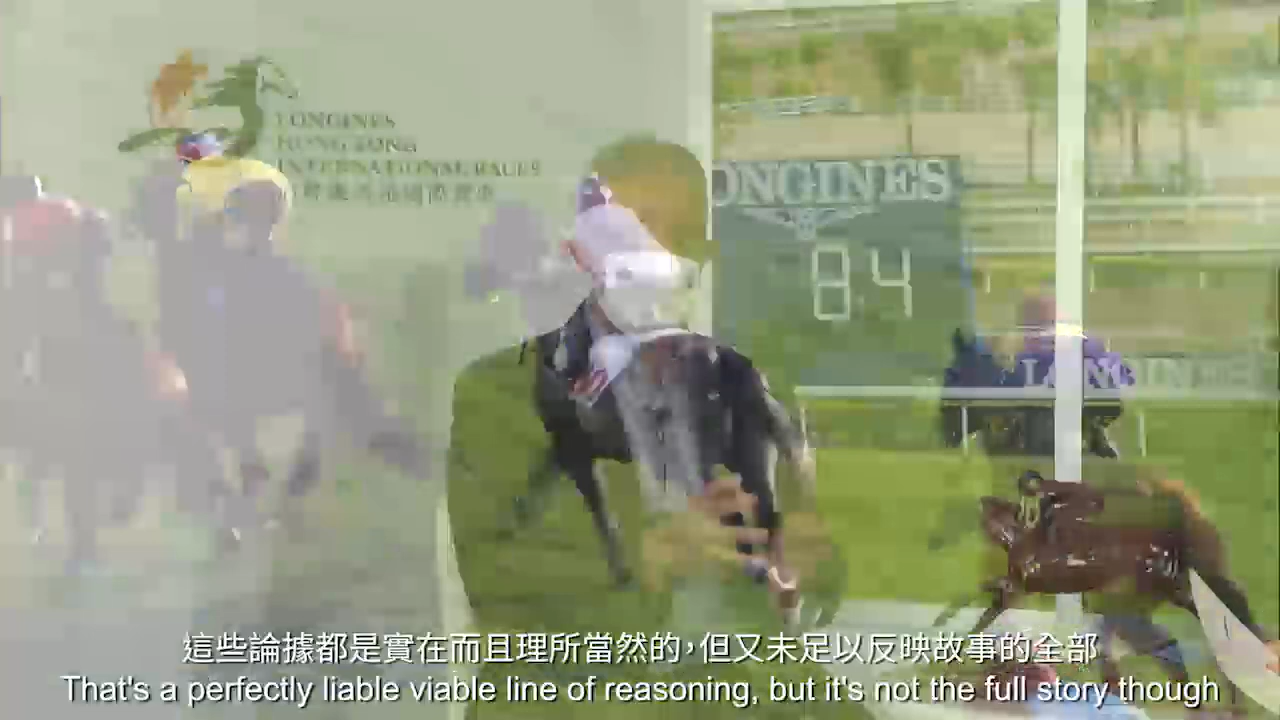 LONGINES
HONG KONG
INTERNATIONAL RACES
ONGINES
84
這些論據都是實在而且理所當然的，但又未足以反映故事的全部
That's a perfectly liable viable line of reasoning, but it's not the full story though